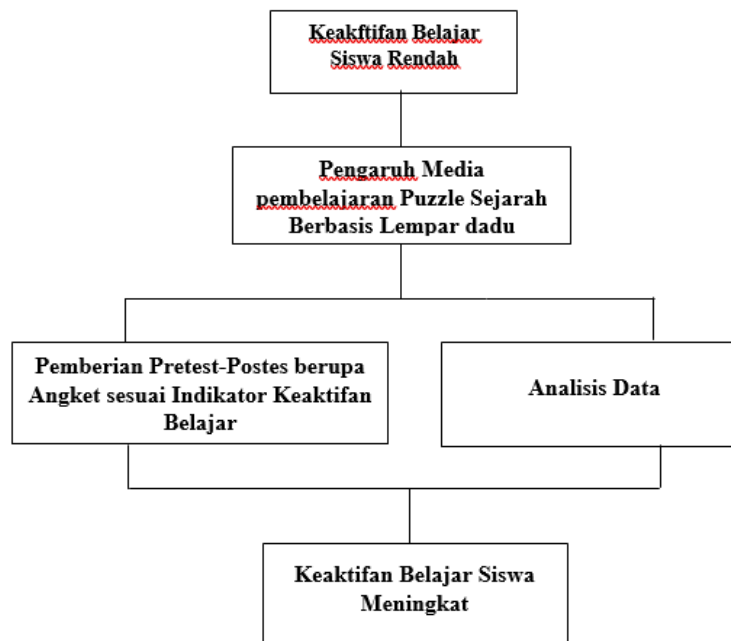 Keakftifan Belajar
Siswa Rendah
Pengaruh Media
pembelajaran Puzzle Sejarah
Berbasis Lempar dadu
Pemberian Pretest-Postes berupa
Angket sesuai Indikator Keaktifan
Belajar
Analisis Data
Keaktifan Belajar Siswa
Meningkat